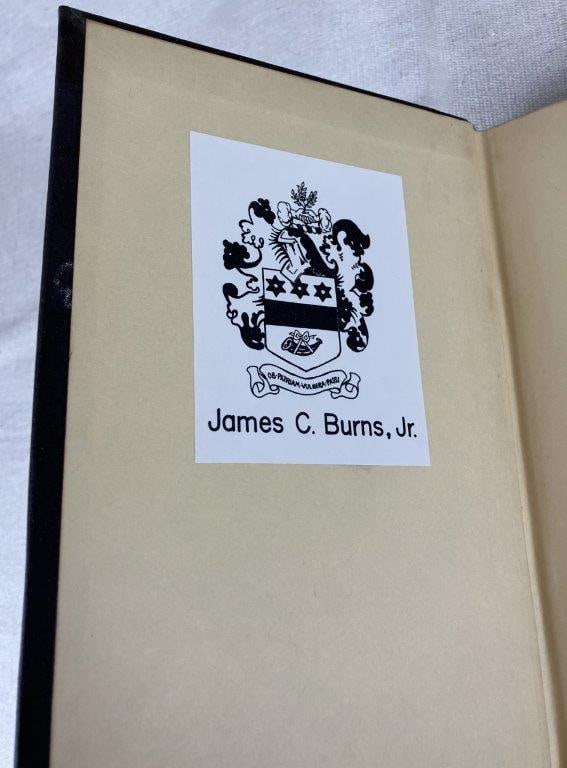 OB·PATRIAM·VULNERA·PASSI
James C. Burns, Jr.